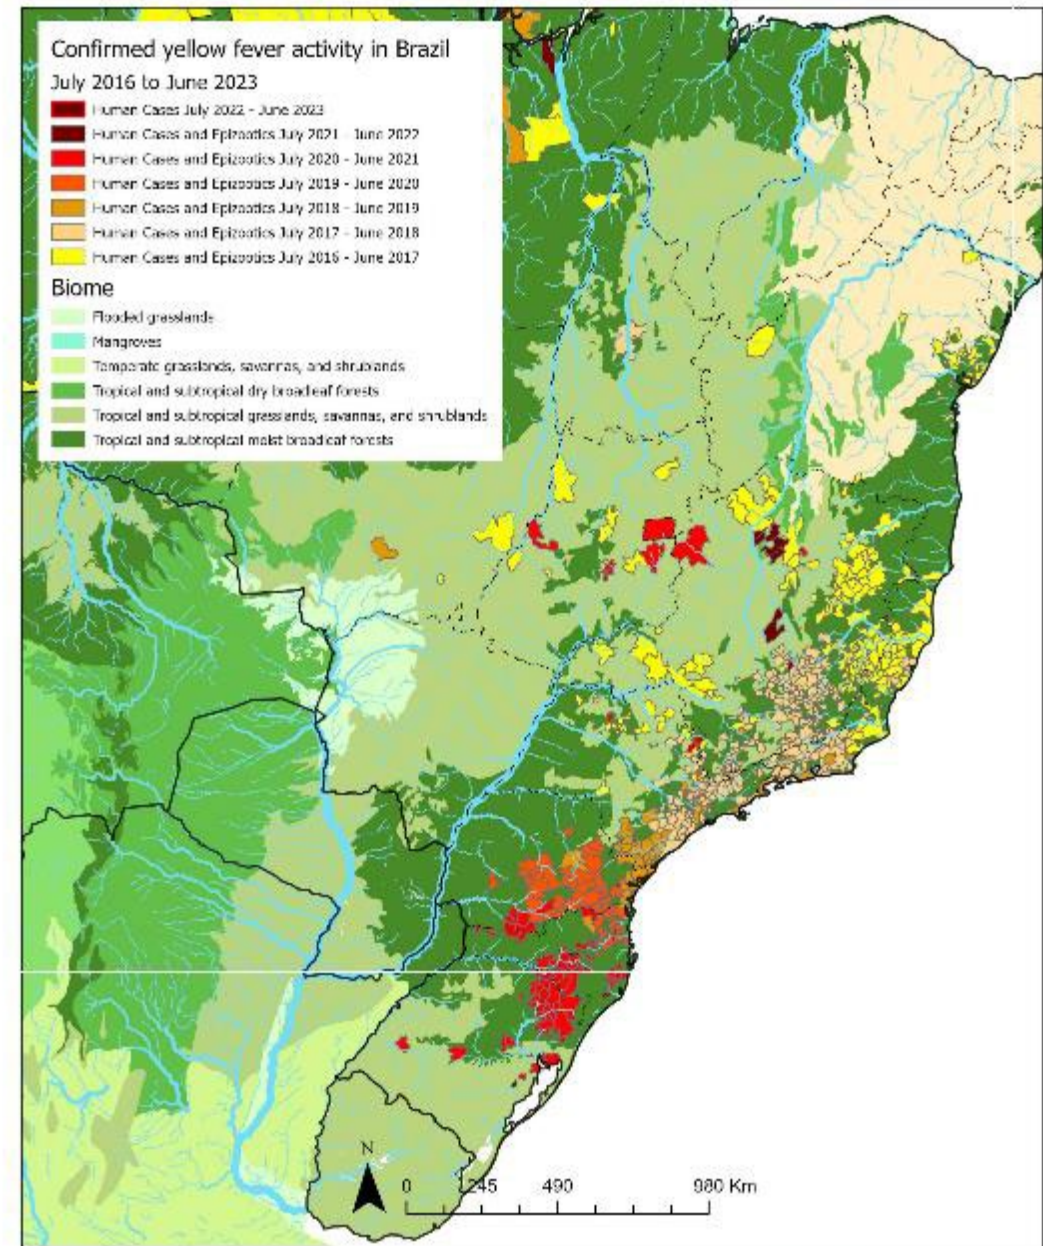 Confirmed yellow fever activity in Brazil
July 2016 to June 2023
Human Cases July 2022 - June 2023
Human Cases and Epizootics July 2021 - June 2022
Human Cases and Epizootics July 2020 - June 2021
Human Cases and Epizootics July 2019 - June 2020
Human Cases and Epizootics July 2018 - June 2019
Human Cases and Epizootics July 2017 - June 2018
Human Cases and Epizootics July 2016 - June 2017
Biome
Flooded grasslands
Mangroves
Temperate grasslands, savannas, and shrublands
Tropical and subtropical dry broadleaf forests
Tropical and subtropical grasslands, savannas, and shrublands
Tropical and subtropical moist broadleaf forests
N
0 245 490 980 Km